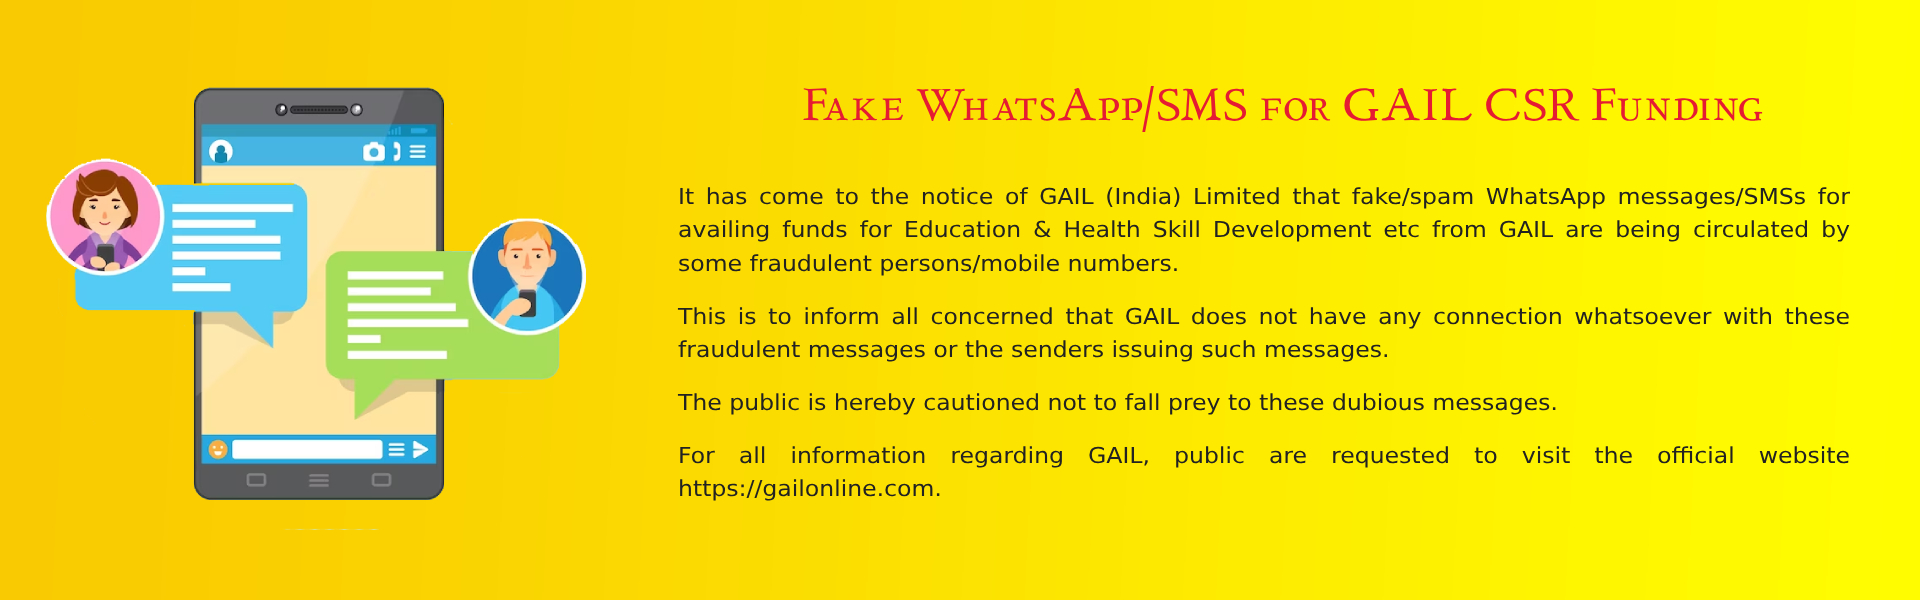 Fake WhatsApp/SMS for GAIL CSR Funding
It has come to the notice of GAIL (India) Limited that fake/spam WhatsApp messages/SMSs for
availing funds for Education & Health Skill Development etc from GAIL are being circulated by
some fraudulent persons/mobile numbers.
This is to inform all concerned that GAIL does not have any connection whatsoever with these
fraudulent messages or the senders issuing such messages.
The public is hereby cautioned not to fall prey to these dubious messages.
For all information regarding GAIL, public are requested to visit the official website
https://gailonline.com.